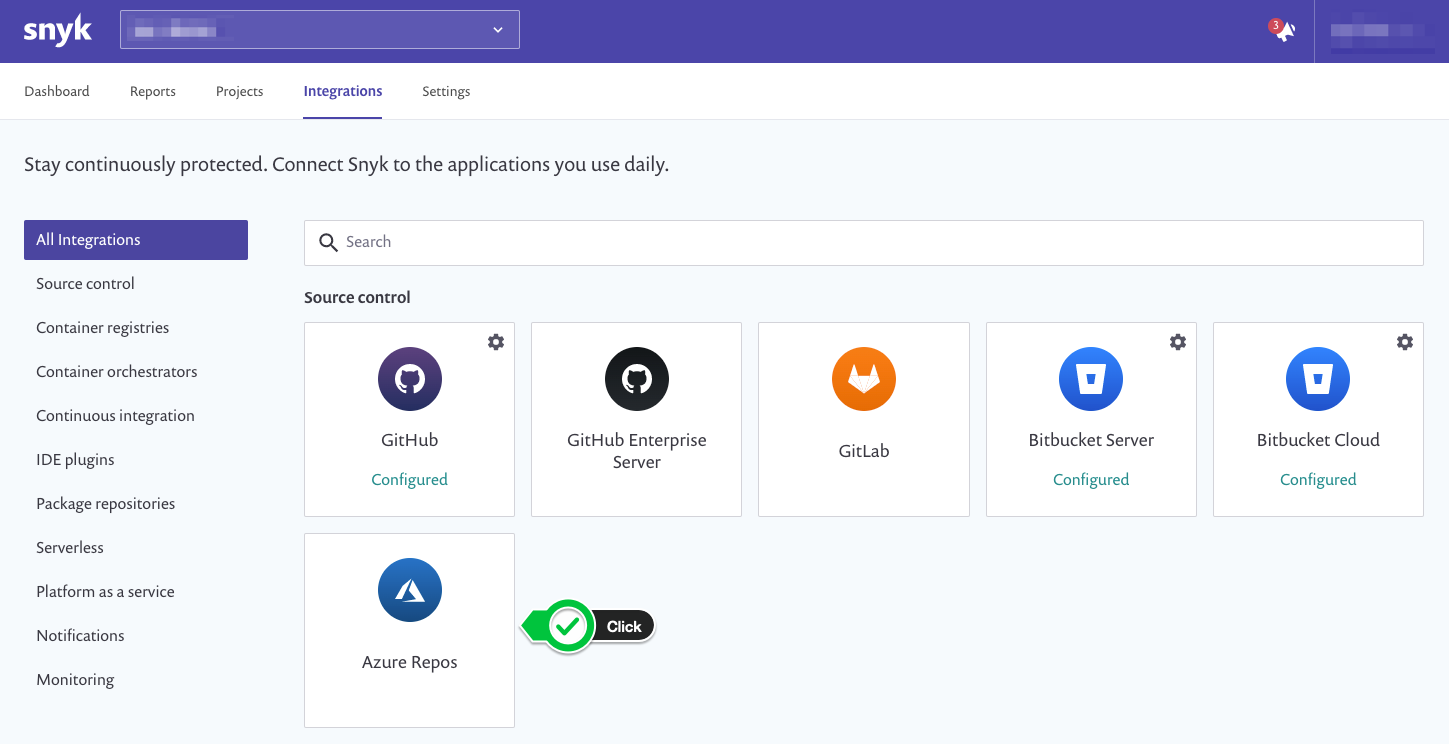 snyk
3
Dashboard Reports Projects Integrations Settings
Stay continuously protected. Connect Snyk to the applications you use daily.
All Integrations
Source control
Container registries
Container orchestrators
Continuous integration
IDE plugins
Package repositories
Serverless
Platform as a service
Notifications
Monitoring
Search
Source control
GitHub
Configured
GitHub Enterprise
Server
GitLab
Bitbucket Server
Configured
Bitbucket Cloud
Configured
Azure Repos
Click